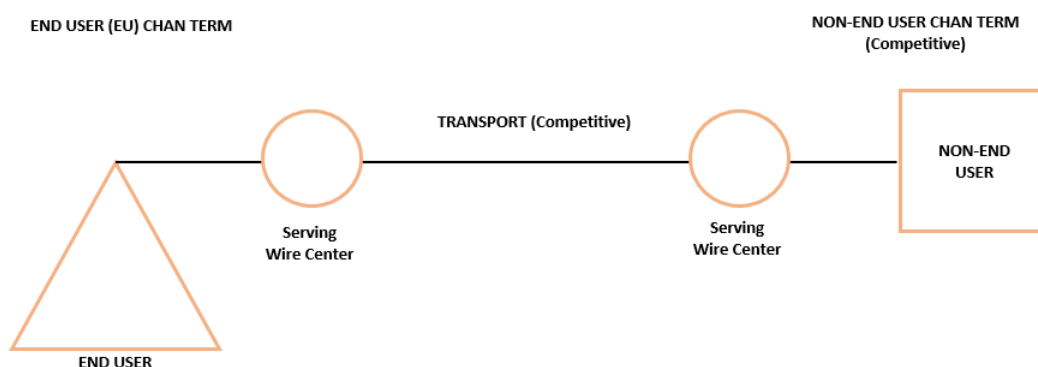 END USER (EU) CHAN TERM
NON-END USER CHAN TERM
(Competitive)
TRANSPORT (Competitive)
NON-END
USER
Serving
Wire Center
Serving
Wire Center
END USER